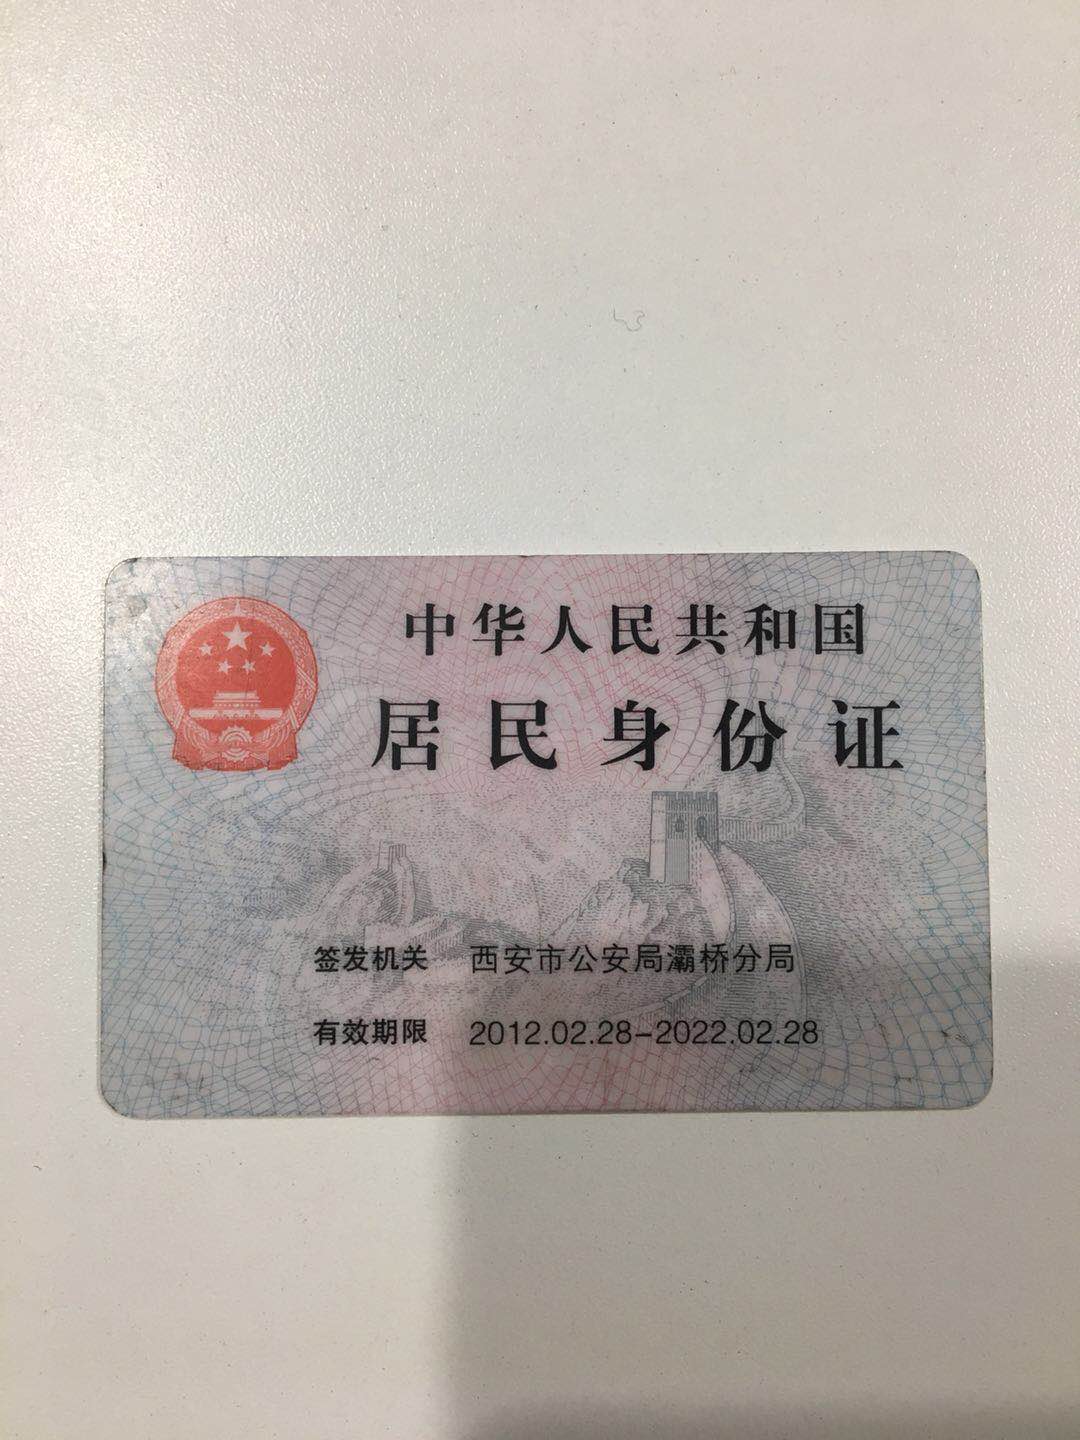 中华人民共和国
居民身份证
签发机关 西安市公安局灞桥分局
有效期限 2012.02.28-2022.02.28